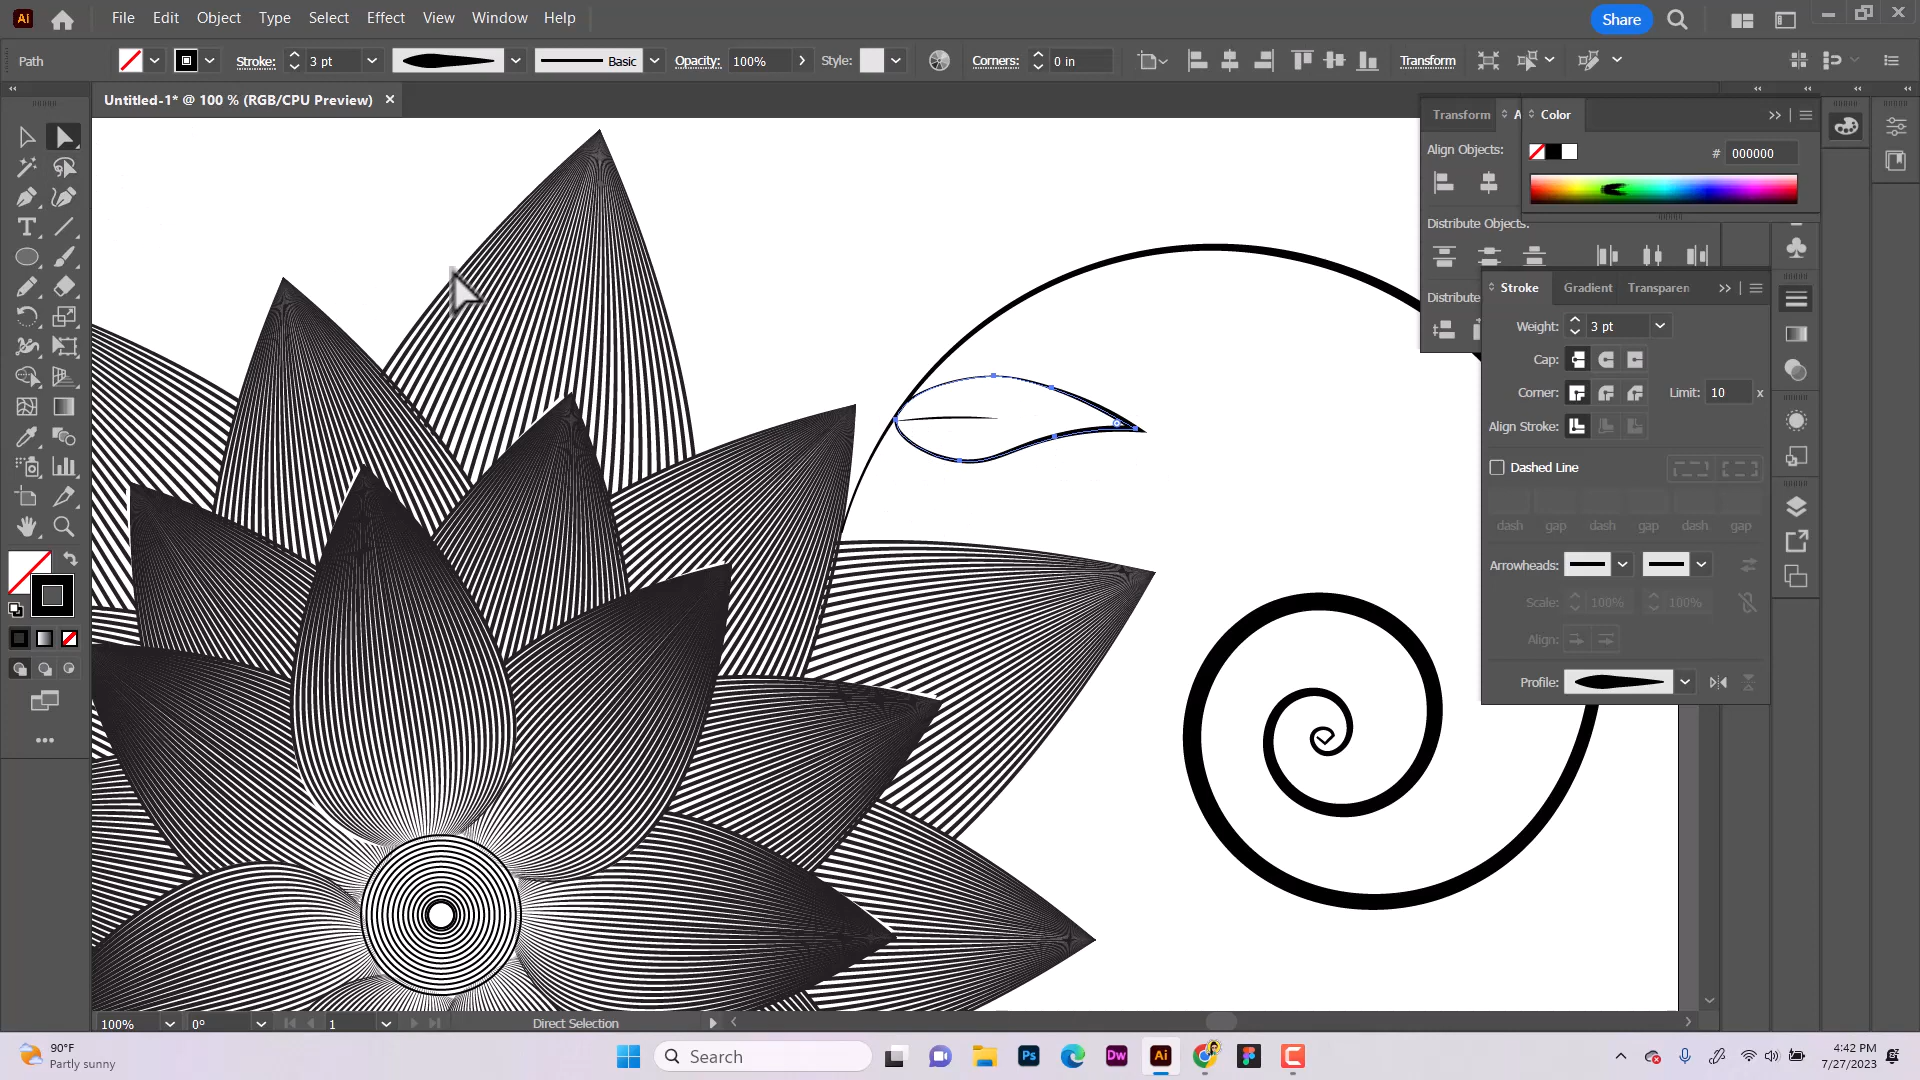 Ai File Edit Object Type Select Effect View Window Help Share
Path Stroke: 3 pt Basic Opacity: 100% Style: Corners: 0 in Transform
Untitled-1* @ 100 % (RGB/CPU Preview) ×
Transform A Color
Align Objects:
# 000000
Distribute Objects:
Distribute
Stroke Gradient Transparen
Weight: 3 pt
Cap:
Corner: Limit: 10 x
Align Stroke:
Dashed Line
dash gap dash gap dash gap
Arrowheads:
Scale: 100% 100%
Align:
Profile:
100% 0° 1 Direct Selection
90°F
Partly sunny
Search
Ps Dw Ai
4:42 PM
7/27/2023